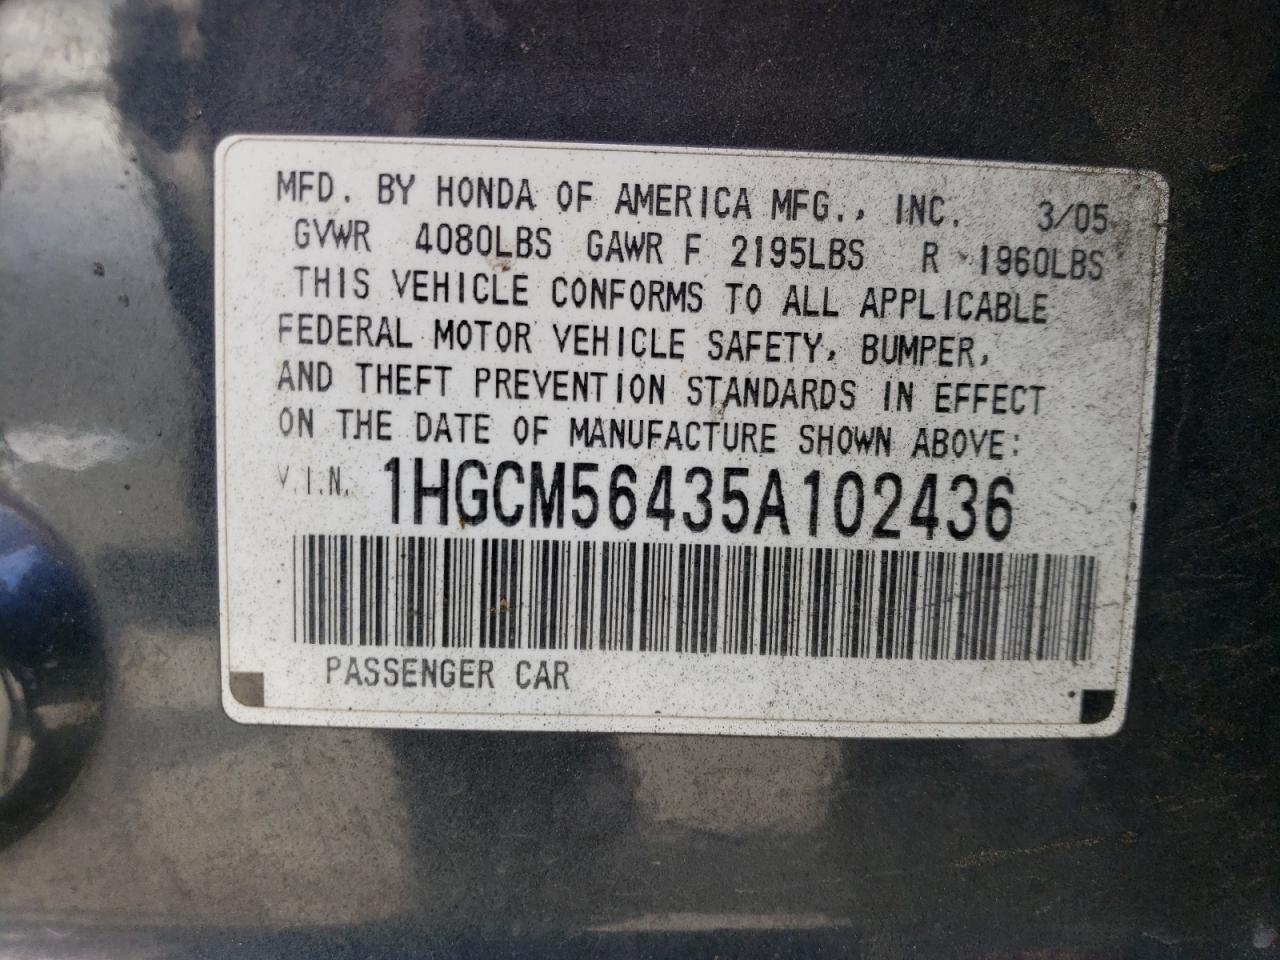 MFD. BY HONDA OF AMERICA MFG., INC. 3/05
GVWR 4080LBS GAWR F 2195LBS R 1960LBS
THIS VEHICLE CONFORMS TO ALL APPLICABLE
FEDERAL MOTOR VEHICLE SAFETY, BUMPER,
AND THEFT PREVENTION STANDARDS IN EFFECT
ON THE DATE OF MANUFACTURE SHOWN ABOVE:
V.I.N. 1HGCM56435A102436
PASSENGER CAR